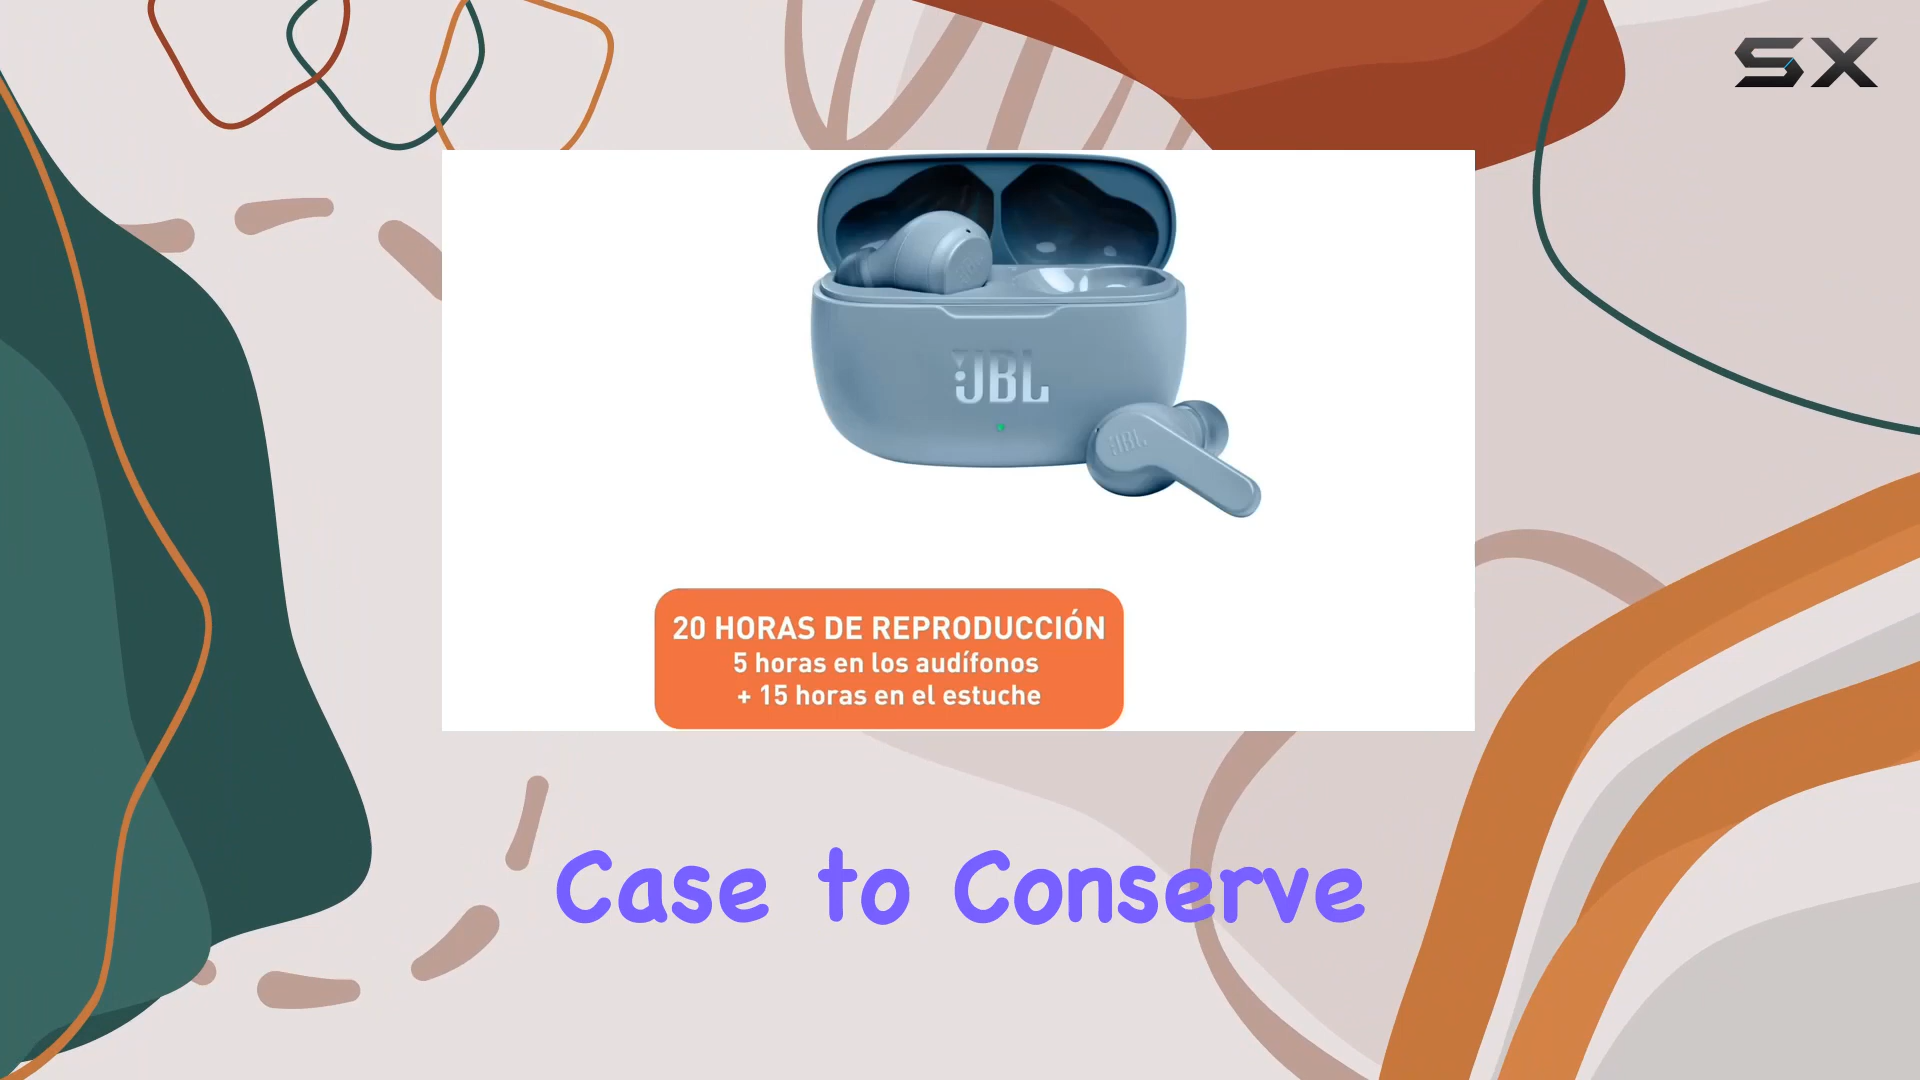 SX
JBL
JBL
20 HORAS DE REPRODUCCIÓN
5 horas en los audífonos
+ 15 horas en el estuche
Case to Conserve